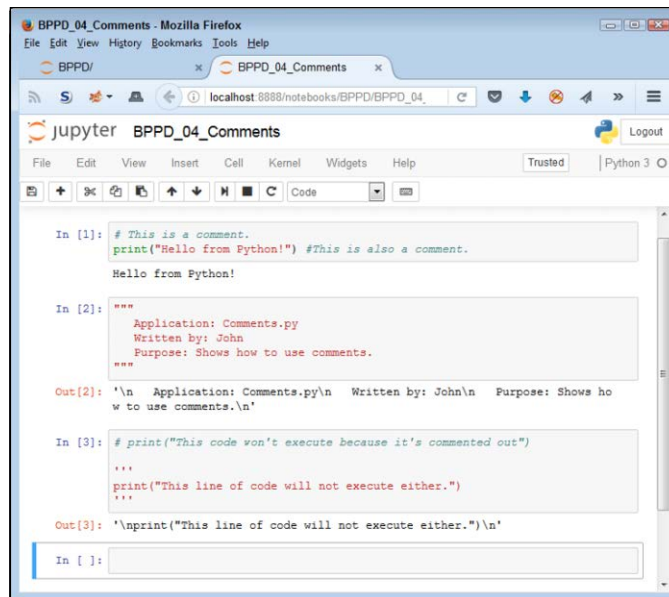 BPPD_04_Comments - Mozilla Firefox
File Edit View History Bookmarks Tools Help
BPPD/ × BPPD_04_Comments ×
localhost:8888/notebooks/BPPD/BPPD_04_
jupyter BPPD_04_Comments Logout
File Edit View Insert Cell Kernel Widgets Help Trusted Python 3
Code
In [1]: # This is a comment.
print("Hello from Python!") #This is also a comment.
Hello from Python!
In [2]: """
Application: Comments.py
Written by: John
Purpose: Shows how to use comments.
"""
Out[2]: '\n   Application: Comments.py\n   Written by: John\n   Purpose: Shows ho
w to use comments.\n'
In [3]: # print("This code won't execute because it's commented out")
'''
print("This line of code will not execute either.")
'''
Out[3]: '\nprint("This line of code will not execute either.")\n'
In [ ]: